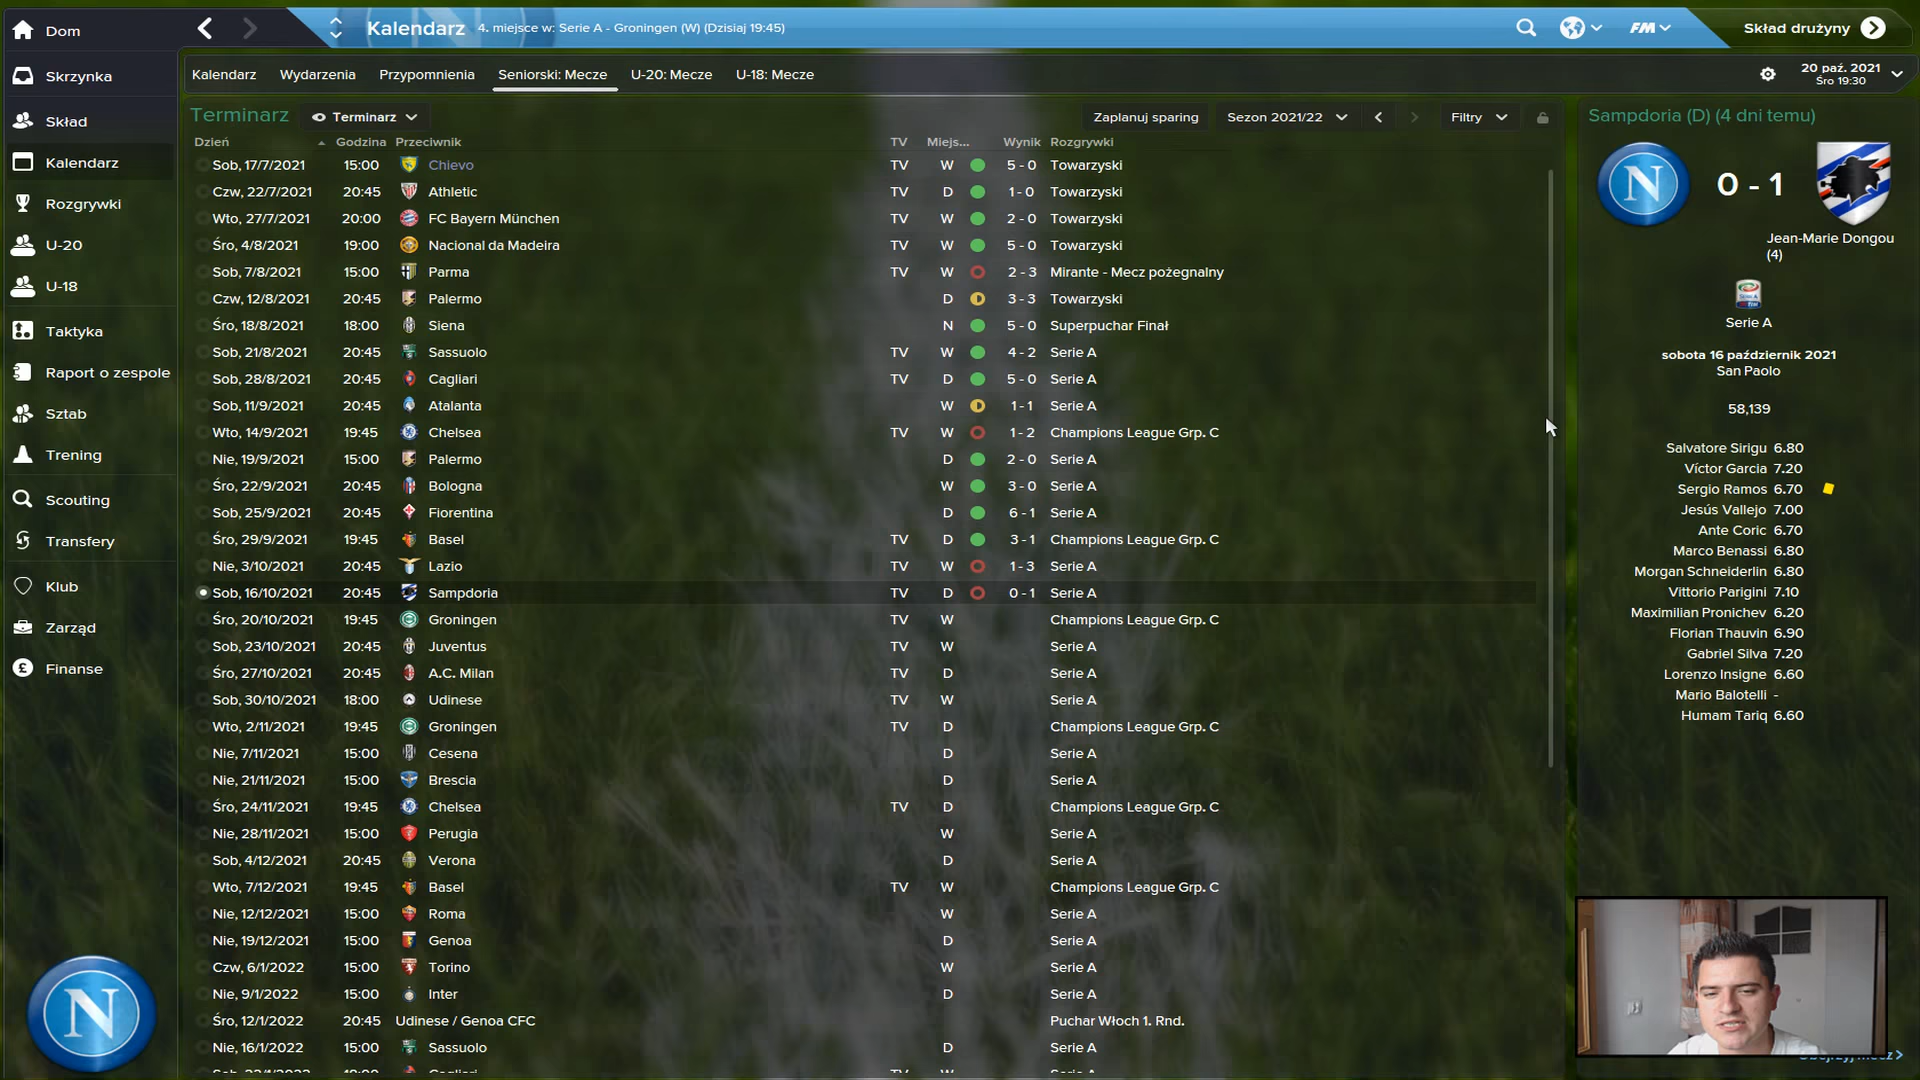 Dom
Kalendarz 4. miejsce w: Serie A - Groningen (W) (Dzisiaj 19:45)
FM
Skład drużyny
Skrzynka
Skład
Kalendarz
Rozgrywki
U-20
U-18
Taktyka
Raport o zespole
Sztab
Trening
Scouting
Transfery
Klub
Zarząd
Finanse
Kalendarz Wydarzenia Przypomnienia Seniorski: Mecze U-20: Mecze U-18: Mecze
20 paź. 2021
Śro 19:30
Terminarz Terminarz Zaplanuj sparing Sezon 2021/22 Filtry
Dzień Godzina Przeciwnik TV Miejs... Wynik Rozgrywki
Sob, 17/7/2021 15:00 Chievo TV W 5 - 0 Towarzyski
Czw, 22/7/2021 20:45 Athletic TV D 1 - 0 Towarzyski
Wto, 27/7/2021 20:00 FC Bayern München TV W 2 - 0 Towarzyski
Śro, 4/8/2021 19:00 Nacional da Madeira TV W 5 - 0 Towarzyski
Sob, 7/8/2021 15:00 Parma TV W 2 - 3 Mirante - Mecz pożegnalny
Czw, 12/8/2021 20:45 Palermo D 3 - 3 Towarzyski
Śro, 18/8/2021 18:00 Siena N 5 - 0 Superpuchar Finał
Sob, 21/8/2021 20:45 Sassuolo TV W 4 - 2 Serie A
Sob, 28/8/2021 20:45 Cagliari TV D 5 - 0 Serie A
Sob, 11/9/2021 20:45 Atalanta W 1 - 1 Serie A
Wto, 14/9/2021 19:45 Chelsea TV W 1 - 2 Champions League Grp. C
Nie, 19/9/2021 15:00 Palermo D 2 - 0 Serie A
Śro, 22/9/2021 20:45 Bologna W 3 - 0 Serie A
Sob, 25/9/2021 20:45 Fiorentina D 6 - 1 Serie A
Śro, 29/9/2021 19:45 Basel TV D 3 - 1 Champions League Grp. C
Nie, 3/10/2021 20:45 Lazio TV W 1 - 3 Serie A
Sob, 16/10/2021 20:45 Sampdoria TV D 0 - 1 Serie A
Śro, 20/10/2021 19:45 Groningen TV W Champions League Grp. C
Sob, 23/10/2021 20:45 Juventus TV W Serie A
Śro, 27/10/2021 20:45 A.C. Milan TV D Serie A
Sob, 30/10/2021 18:00 Udinese TV W Serie A
Wto, 2/11/2021 19:45 Groningen TV D Champions League Grp. C
Nie, 7/11/2021 15:00 Cesena D Serie A
Nie, 21/11/2021 15:00 Brescia D Serie A
Śro, 24/11/2021 19:45 Chelsea TV D Champions League Grp. C
Nie, 28/11/2021 15:00 Perugia W Serie A
Sob, 4/12/2021 20:45 Verona D Serie A
Wto, 7/12/2021 19:45 Basel TV W Champions League Grp. C
Nie, 12/12/2021 15:00 Roma W Serie A
Nie, 19/12/2021 15:00 Genoa D Serie A
Czw, 6/1/2022 15:00 Torino W Serie A
Nie, 9/1/2022 15:00 Inter D Serie A
Śro, 12/1/2022 20:45 Udinese / Genoa CFC Puchar Włoch 1. Rnd.
Nie, 16/1/2022 15:00 Sassuolo D Serie A
Sampdoria (D) (4 dni temu)
N 0 - 1
Jean-Marie Dongou
(4)
Serie A
sobota 16 październik 2021
San Paolo
58,139
Salvatore Sirigu 6.80
Víctor Garcia 7.20
Sergio Ramos 6.70
Jesús Vallejo 7.00
Ante Coric 6.70
Marco Benassi 6.80
Morgan Schneiderlin 6.80
Vittorio Parigini 7.10
Maximilian Pronichev 6.20
Florian Thauvin 6.90
Gabriel Silva 7.20
Lorenzo Insigne 6.60
Mario Balotelli -
Humam Tariq 6.60
N